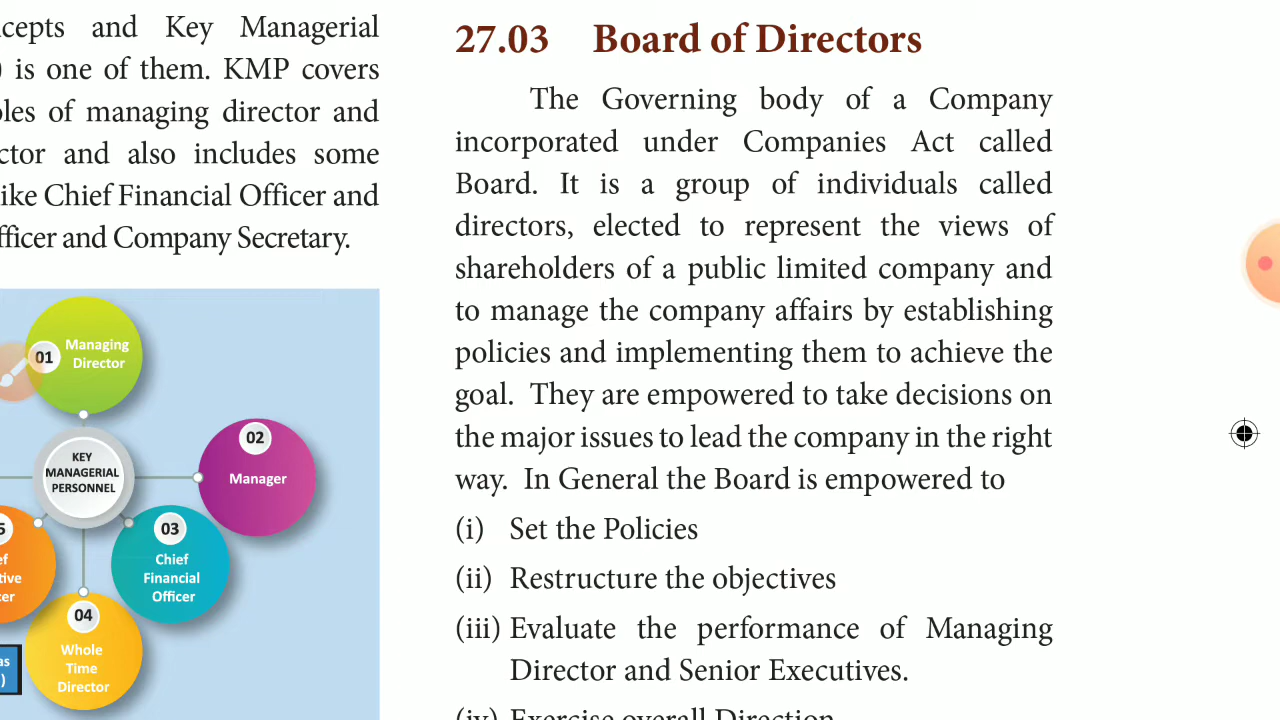 and Key Managerial
is one of them. KMP covers
of managing director and
and also includes some
Chief Financial Officer and
and Company Secretary.
01 Managing
Director
02
Manager
KEY
MANAGERIAL
PERSONNEL
03
Chief
Financial
Officer
04
Whole
Time
Director
27.03 Board of Directors
The Governing body of a Company
incorporated under Companies Act called
Board. It is a group of individuals called
directors, elected to represent the views of
shareholders of a public limited company and
to manage the company affairs by establishing
policies and implementing them to achieve the
goal. They are empowered to take decisions on
the major issues to lead the company in the right
way. In General the Board is empowered to
(i) Set the Policies
(ii) Restructure the objectives
(iii) Evaluate the performance of Managing
Director and Senior Executives.
(iv) Exercise overall Direction